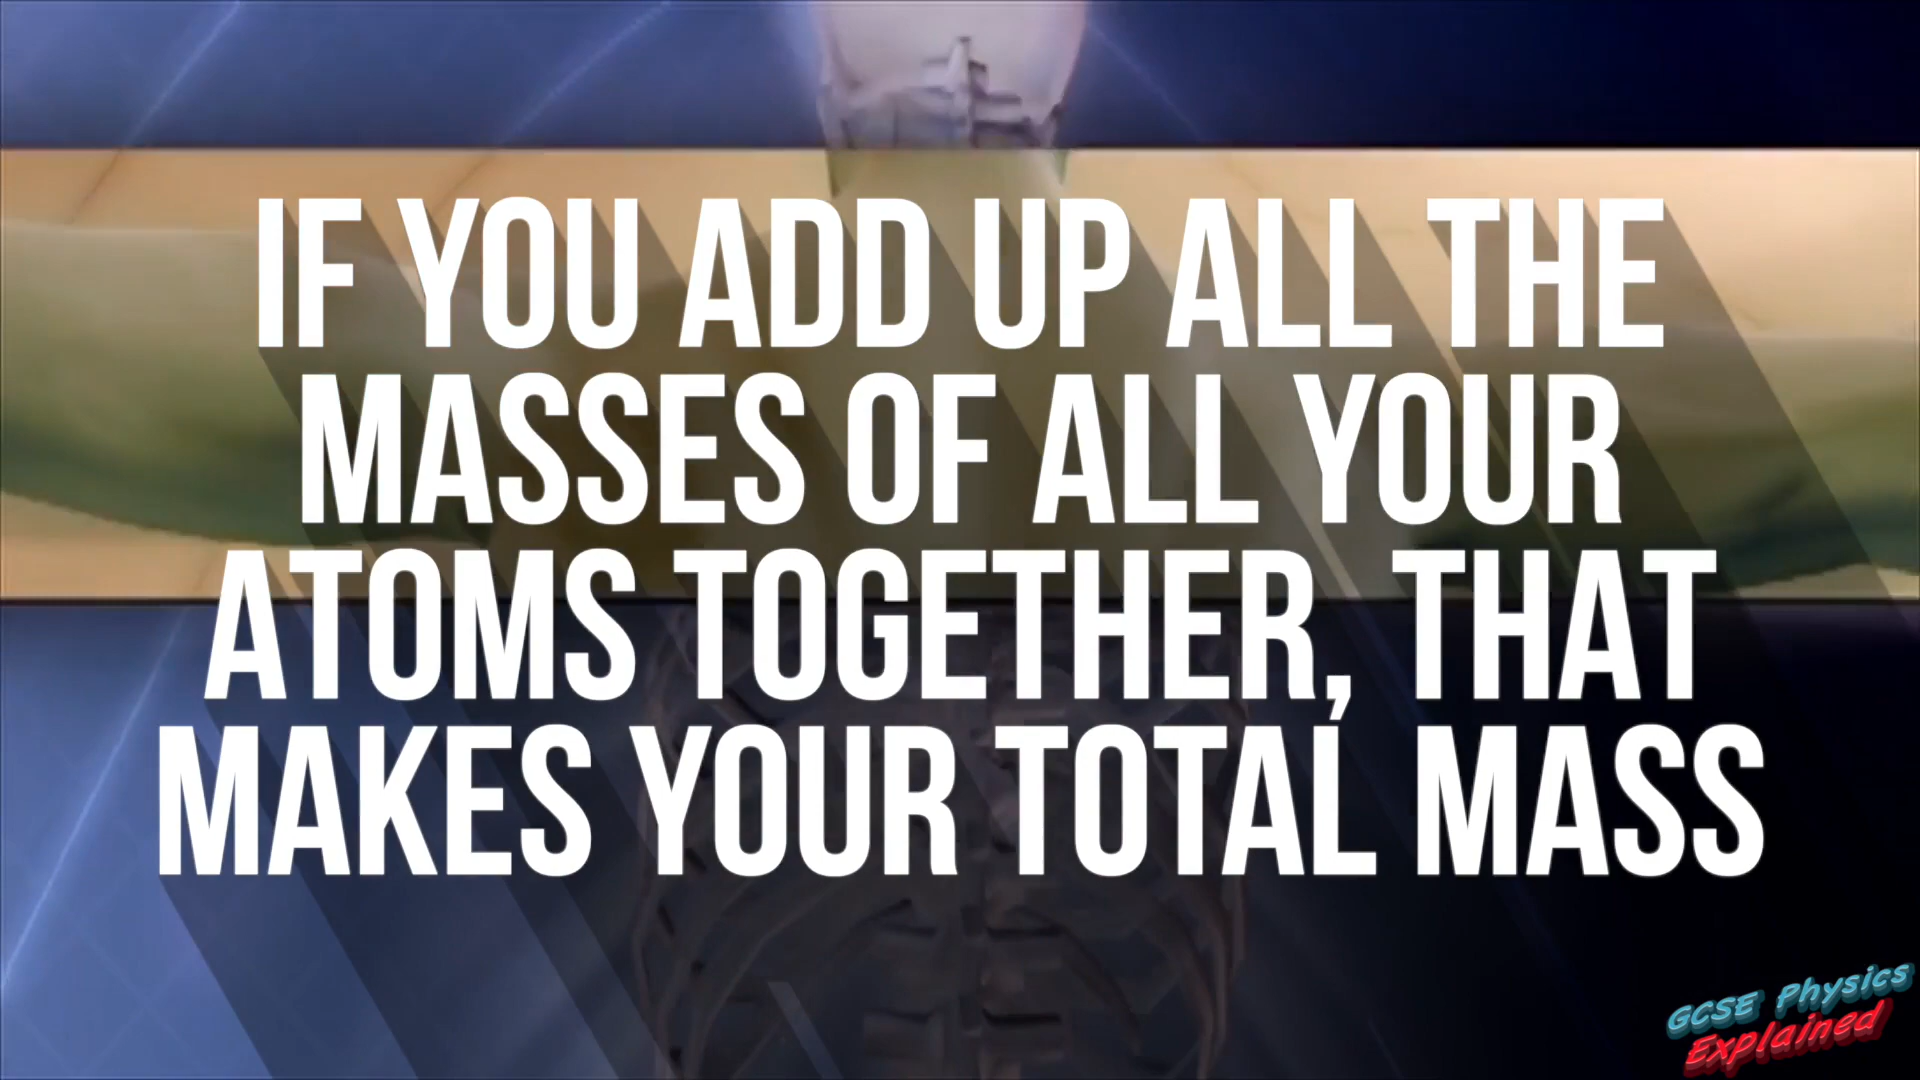 IF YOU ADD UP ALL THE
MASSES OF ALL YOUR
ATOMS TOGETHER, THAT
MAKES YOUR TOTAL MASS
GCSE Physics
Explained